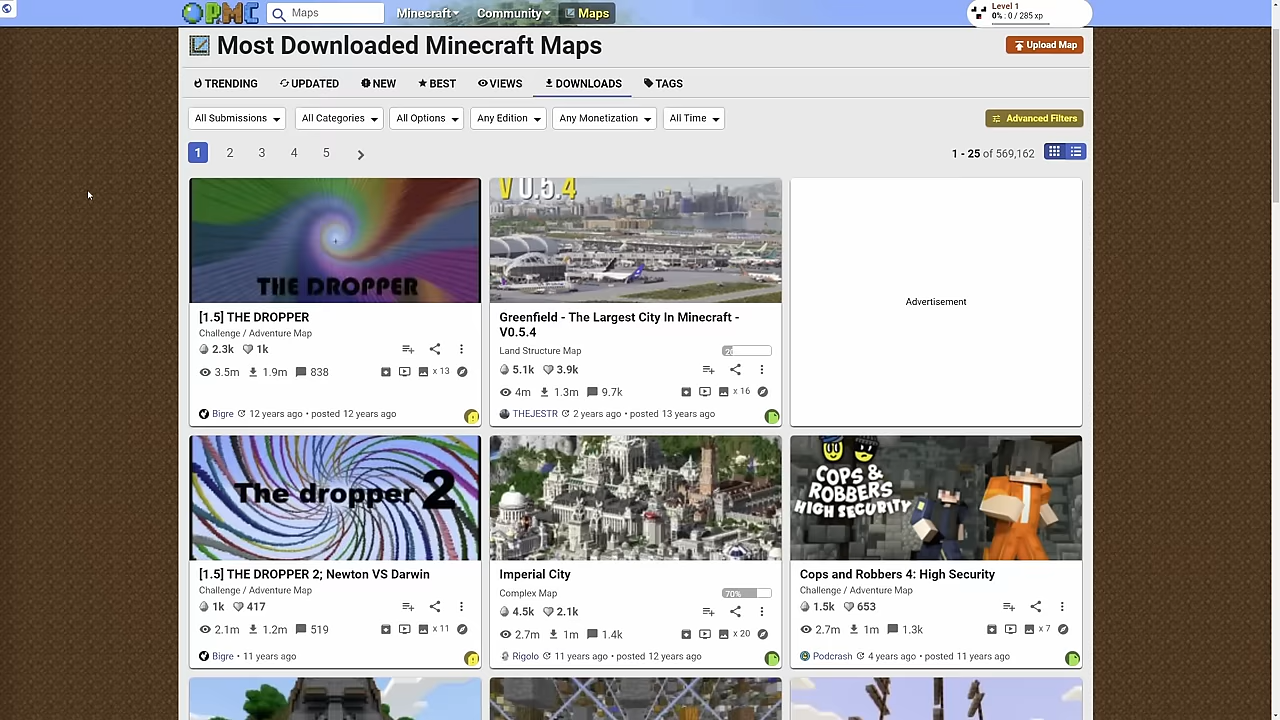 PMC
Maps
Minecraft
Community
Maps
Level 1
0% : 0 / 285 xp
Most Downloaded Minecraft Maps
Upload Map
TRENDING
UPDATED
NEW
BEST
VIEWS
DOWNLOADS
TAGS
All Submissions
All Categories
All Options
Any Edition
Any Monetization
All Time
Advanced Filters
1 2 3 4 5
1 - 25 of 569,162
THE DROPPER
[1.5] THE DROPPER
Challenge / Adventure Map
2.3k 1k
3.5m 1.9m 838 x 13
Bigre 12 years ago • posted 12 years ago
V 0.5.4
Greenfield - The Largest City In Minecraft -
V0.5.4
Land Structure Map
5.1k 3.9k
4m 1.3m 9.7k x 16
THEJESTR 2 years ago • posted 13 years ago
Advertisement
The dropper 2
[1.5] THE DROPPER 2; Newton VS Darwin
Challenge / Adventure Map
1k 417
2.1m 1.2m 519 x 11
Bigre • 11 years ago
Imperial City
Complex Map
70%
4.5k 2.1k
2.7m 1m 1.4k x 20
Rigolo 11 years ago • posted 12 years ago
COPS &
ROBBERS
HIGH SECURITY
Cops and Robbers 4: High Security
Challenge / Adventure Map
1.5k 653
2.7m 1m 1.3k x 7
Podcrash 4 years ago • posted 11 years ago